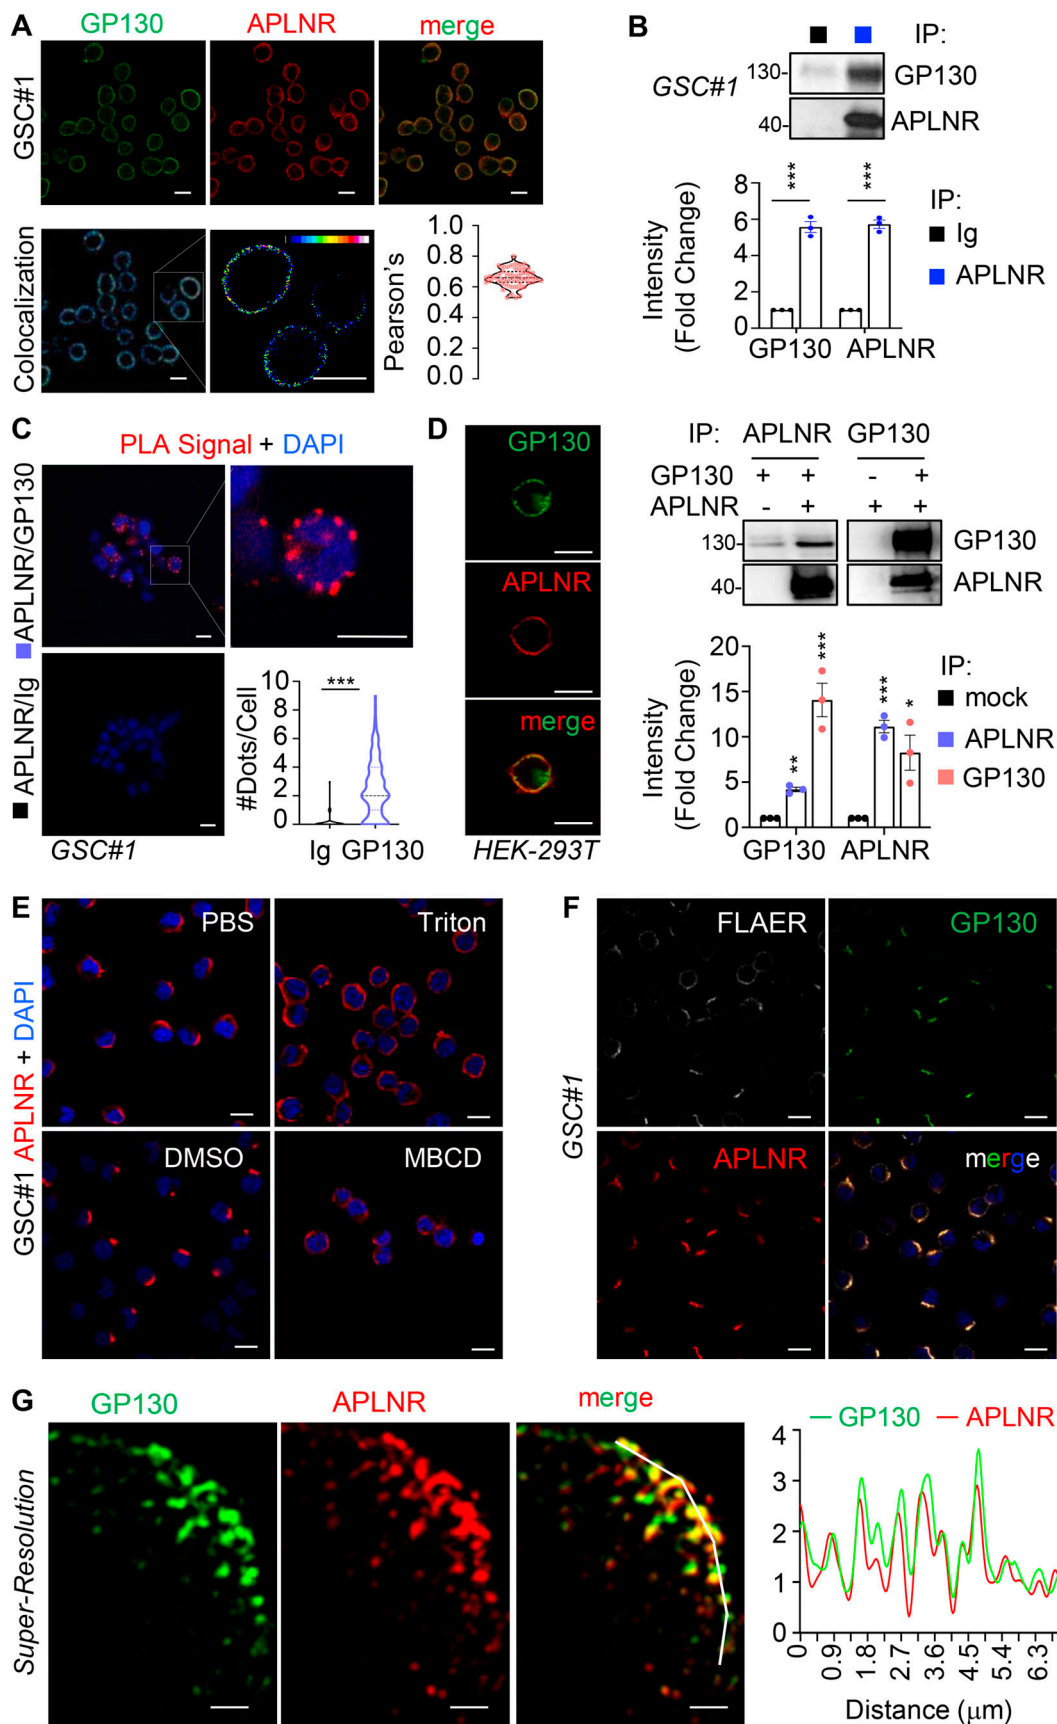 A
GP130
APLNR
merge
GSC#1
Colocalization
Pearson's
1.0
0.8
0.6
0.4
0.2
0.0
B
IP:
GSC#1
130-
GP130
40-
APLNR
***
***
8
6
4
2
0
Intensity
(Fold Change)
GP130
APLNR
IP:
Ig
APLNR
C
PLA Signal + DAPI
APLNR/Ig
APLNR/GP130
GSC#1
***
10
8
6
4
2
0
#Dots/Cell
Ig GP130
D
GP130
APLNR
merge
HEK-293T
IP: APLNR GP130
GP130 + + - +
APLNR - + + +
130-
GP130
40-
APLNR
20
15
10
5
0
Intensity
(Fold Change)
**
***
***
*
GP130 APLNR
IP:
mock
APLNR
GP130
E
GSC#1 APLNR + DAPI
PBS
Triton
DMSO
MBCD
F
GSC#1
FLAER
GP130
APLNR
merge
G
GP130
APLNR
merge
Super-Resolution
GP130 APLNR
4
3
2
1
0
0 0.9 1.8 2.7 3.6 4.5 5.4 6.3
Distance (µm)